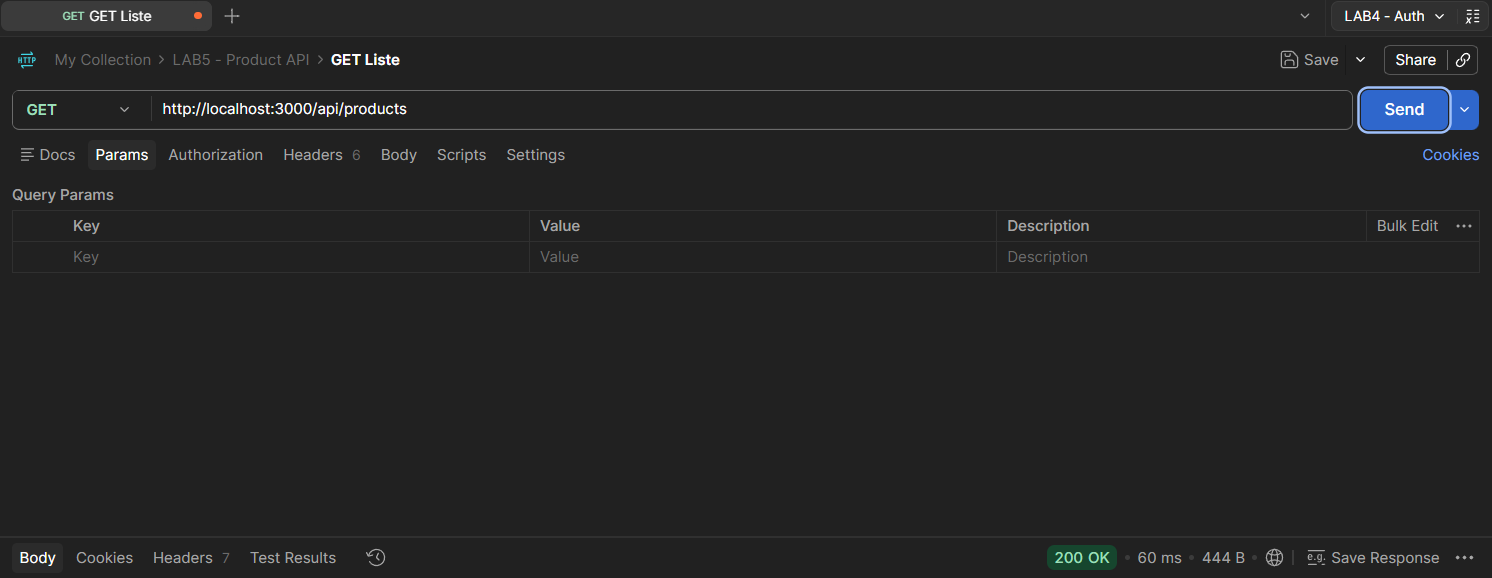 GET GET Liste
LAB4 - Auth
HTTP My Collection > LAB5 - Product API > GET Liste
Save
Share
GET http://localhost:3000/api/products
Send
Docs Params Authorization Headers 6 Body Scripts Settings
Cookies
Query Params
Key Value Description Bulk Edit
Key Value Description
Body Cookies Headers 7 Test Results
200 OK 60 ms 444 B e.g. Save Response